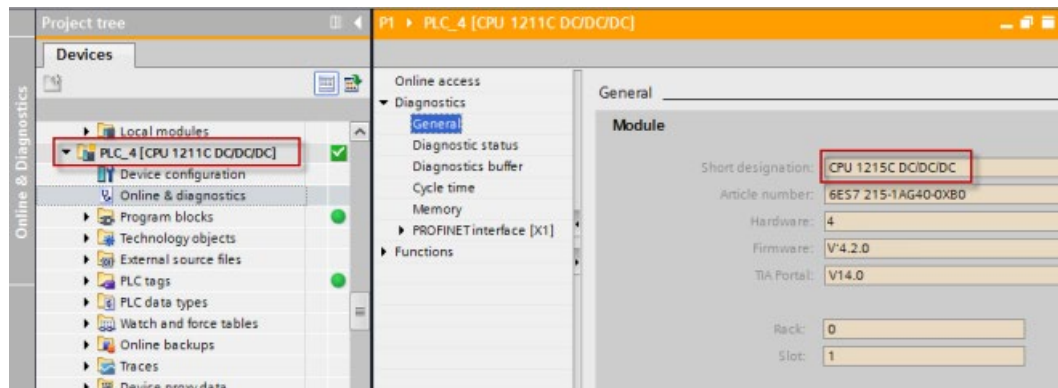 Project tree
P1 ▸ PLC_4 [CPU 1211C DC/DC/DC]
Devices
Online & Diagnostics
Local modules
PLC_4 [CPU 1211C DC/DC/DC]
Device configuration
Online & diagnostics
Program blocks
Technology objects
External source files
PLC tags
PLC data types
Watch and force tables
Online backups
Traces
Device proxy data
Online access
Diagnostics
General
Diagnostic status
Diagnostics buffer
Cycle time
Memory
PROFINET interface [X1]
Functions
General
Module
Short designation: CPU 1215C DC/DC/DC
Article number: 6ES7 215-1AG40-0XB0
Hardware: 4
Firmware: V'4.2.0
TIA Portal: V14.0
Rack: 0
Slot: 1